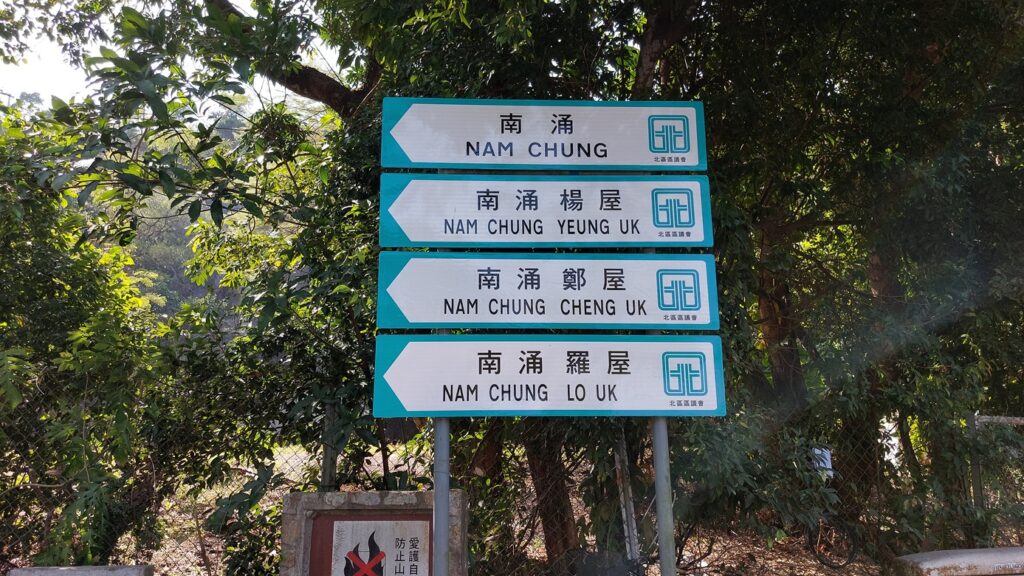 南涌
NAM CHUNG
北區區議會
南涌楊屋
NAM CHUNG YEUNG UK
北區區議會
南涌鄭屋
NAM CHUNG CHENG UK
北區區議會
南涌羅屋
NAM CHUNG LO UK
北區區議會
愛護自
防止山